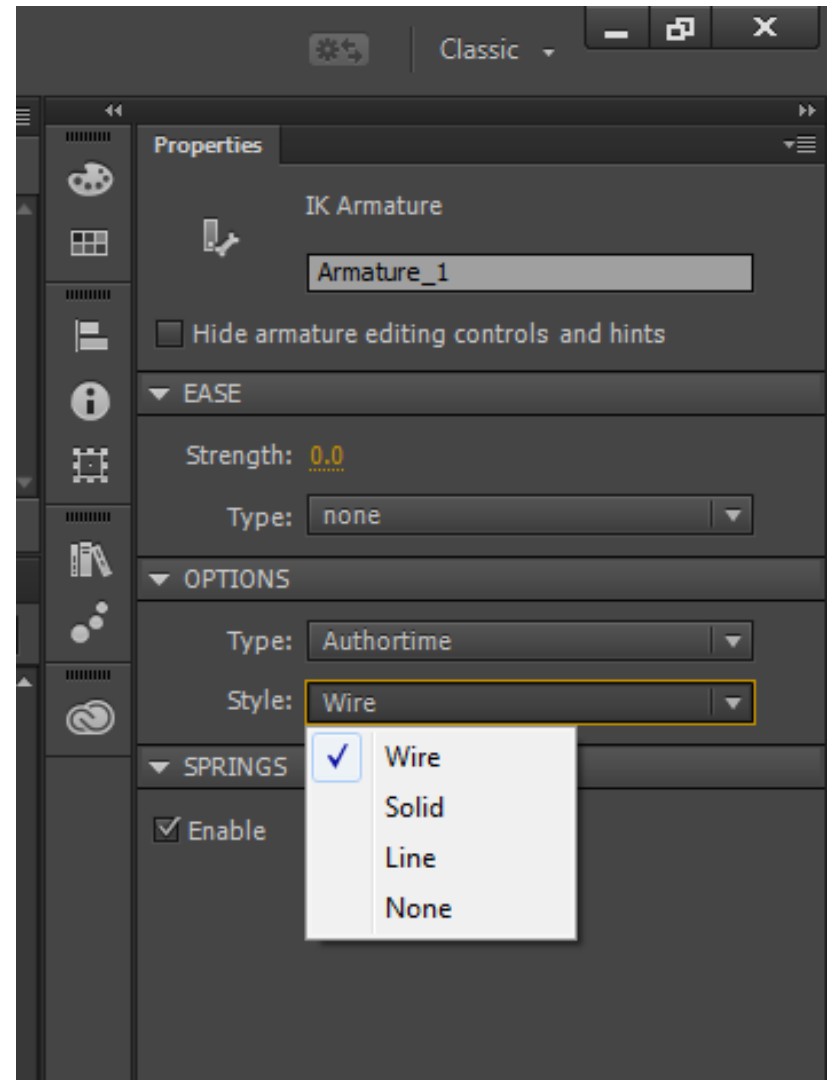 Classic
Properties
IK Armature
Armature_1
Hide armature editing controls and hints
EASE
Strength: 0.0
Type: none
OPTIONS
Type: Authortime
Style: Wire
Wire
Solid
Line
None
SPRINGS
Enable